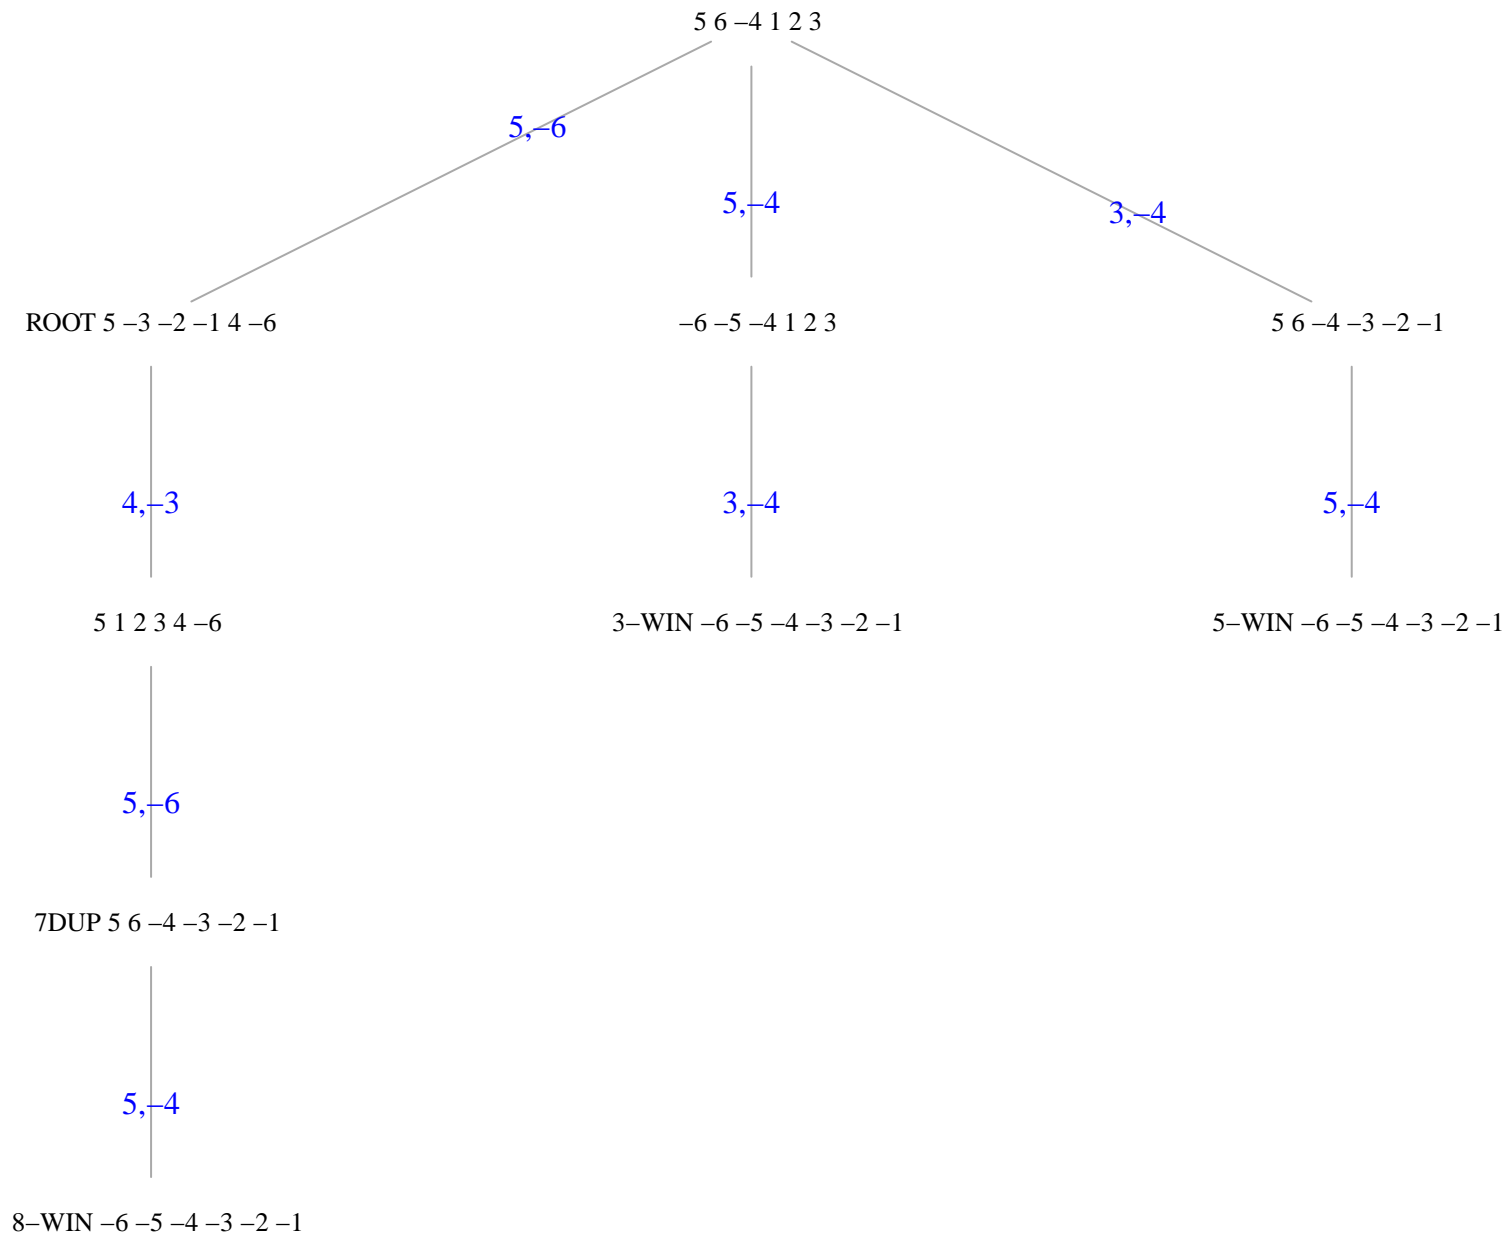 5 6 –4 1 2 3
5,–6
5,–4
3,–4
ROOT 5 –3 –2 –1 4 –6
–6 –5 –4 1 2 3
5 6 –4 –3 –2 –1
4,–3
3,–4
5,–4
5 1 2 3 4 –6
3–WIN –6 –5 –4 –3 –2 –1
5–WIN –6 –5 –4 –3 –2 –1
5,–6
7DUP 5 6 –4 –3 –2 –1
5,–4
8–WIN –6 –5 –4 –3 –2 –1